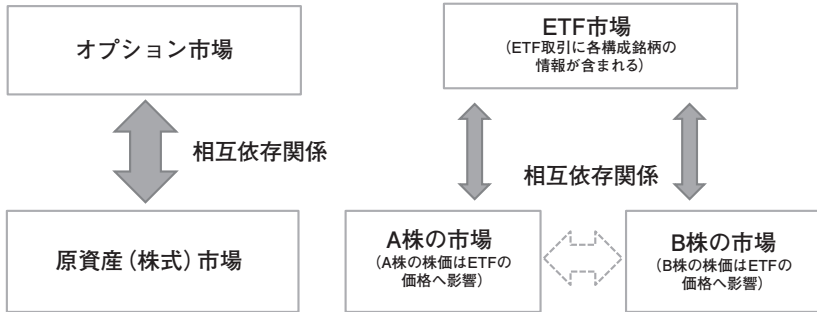 オプション市場
相互依存関係
原資産（株式）市場
ETF市場
（ETF取引に各構成銘柄の
情報が含まれる）
相互依存関係
A株の市場
（A株の株価はETFの
価格へ影響）
B株の市場
（B株の株価はETFの
価格へ影響）